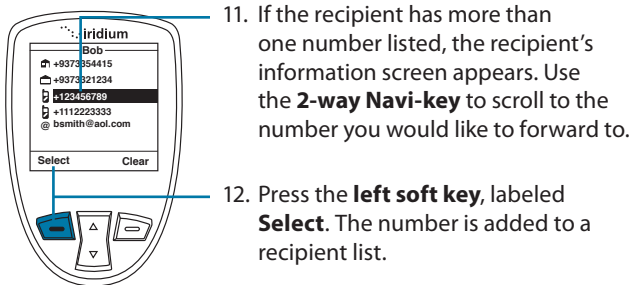 iridium
Bob
+9373354415
+9373321234
+123456789
+1112223333
@ bsmith@aol.com
Select Clear
11. If the recipient has more than
one number listed, the recipient's
information screen appears. Use
the 2-way Navi-key to scroll to the
number you would like to forward to.
12. Press the left soft key, labeled
Select. The number is added to a
recipient list.